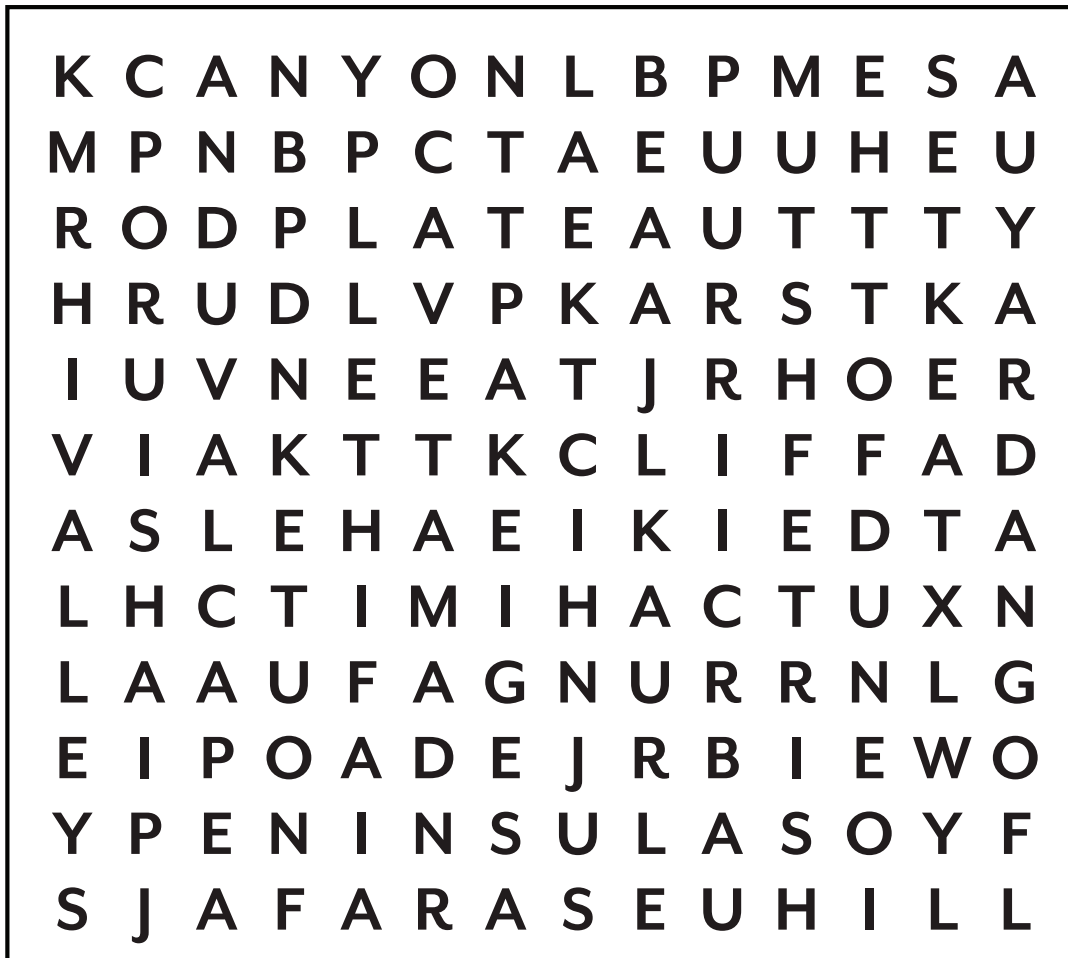 K C A N Y O N L B P M E S A
M P N B P C T A E U U H E U
R O D P L A T E A U T T T Y
H R U D L V P K A R S T K A
I U V N E E A T J R H O E R
V I A K T T K C L I F F A D
A S L E H A E I K I E D T A
L H C T I M I H A C T U X N
L A A U F A G N U R R N L G
E I P O A D E J R B I E W O
Y P E N I N S U L A S O Y F
S J A F A R A S E U H I L L